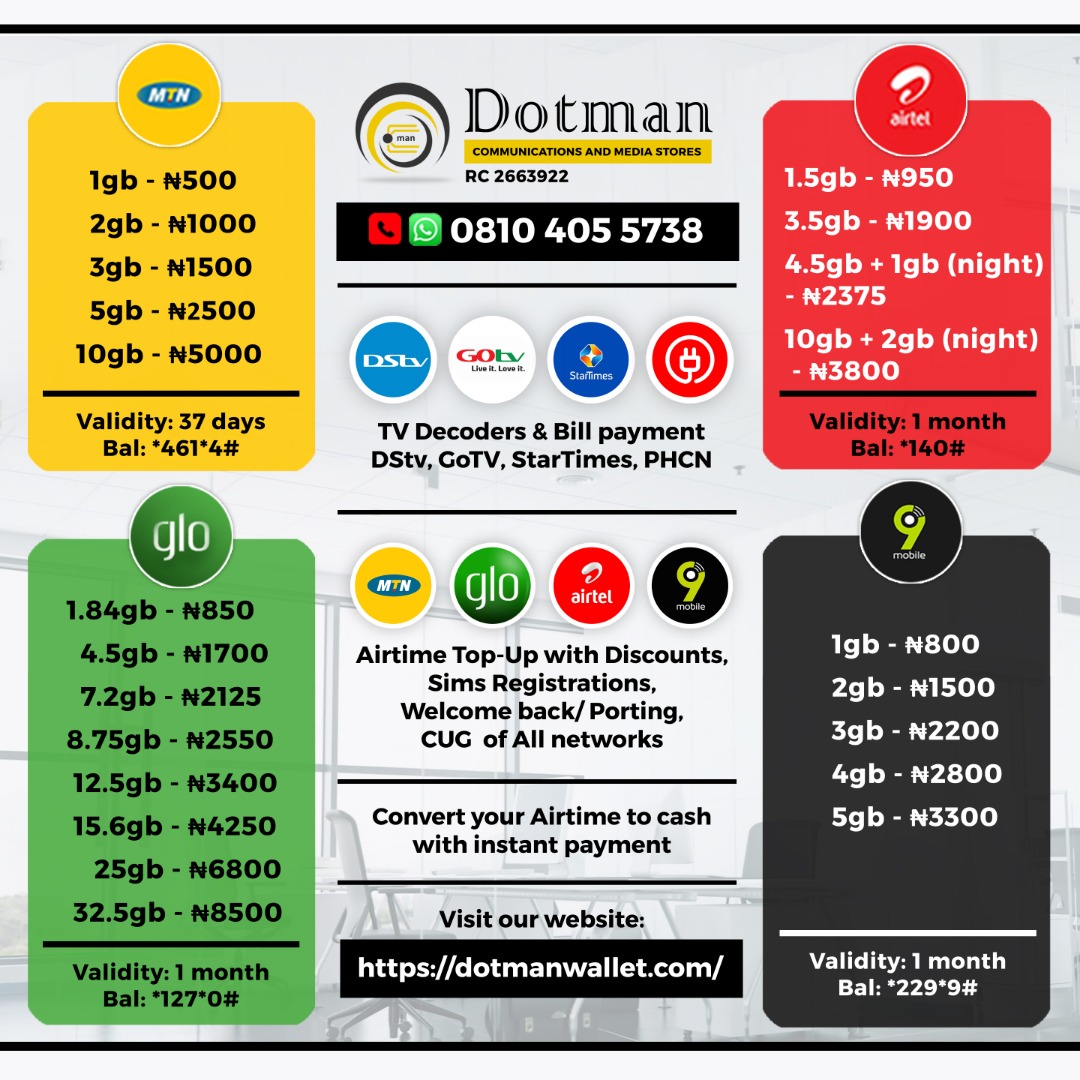 MTN
1gb - ₦500
2gb - ₦1000
3gb - ₦1500
5gb - ₦2500
10gb - ₦5000
Validity: 37 days
Bal: *461*4#
man
Dotman
COMMUNICATIONS AND MEDIA STORES
RC 2663922
0810 405 5738
DStv
GOtv
Live it. Love it.
StarTimes
TV Decoders & Bill payment
DStv, GoTV, StarTimes, PHCN
airtel
1.5gb - ₦950
3.5gb - ₦1900
4.5gb + 1gb (night)
- ₦2375
10gb + 2gb (night)
- ₦3800
Validity: 1 month
Bal: *140#
glo
1.84gb - ₦850
4.5gb - ₦1700
7.2gb - ₦2125
8.75gb - ₦2550
12.5gb - ₦3400
15.6gb - ₦4250
25gb - ₦6800
32.5gb - ₦8500
Validity: 1 month
Bal: *127*0#
MTN
glo
airtel
9
mobile
Airtime Top-Up with Discounts,
Sims Registrations,
Welcome back/ Porting,
CUG of All networks
Convert your Airtime to cash
with instant payment
Visit our website:
https://dotmanwallet.com/
9
mobile
1gb - ₦800
2gb - ₦1500
3gb - ₦2200
4gb - ₦2800
5gb - ₦3300
Validity: 1 month
Bal: *229*9#